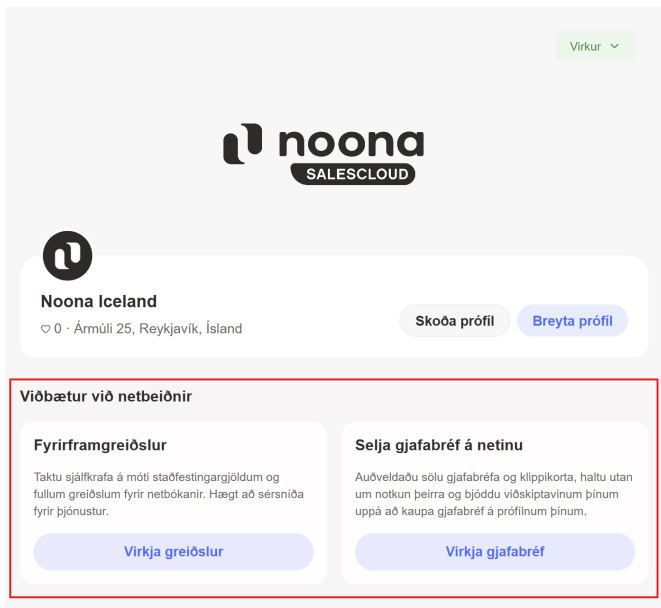 Virkur
noona
SALESCLOUD
Noona Iceland
0 · Ármúli 25, Reykjavík, Ísland
Skoða prófíl
Breyta prófíl
Viðbætur við netbeiðnir
Fyrirframgreiðslur
Taktu sjálfkrafa á móti staðfestingargjöldum og
fullum greiðslum fyrir netbókanir. Hægt að sérsníða
fyrir þjónustur.
Virkja greiðslur
Selja gjafabréf á netinu
Auðveldaðu sölu gjafabréfa og klippikorta, haltu utan
um notkun þeirra og bjóddu viðskiptavinum þínum
uppá að kaupa gjafabréf á prófílnum þínum.
Virkja gjafabréf